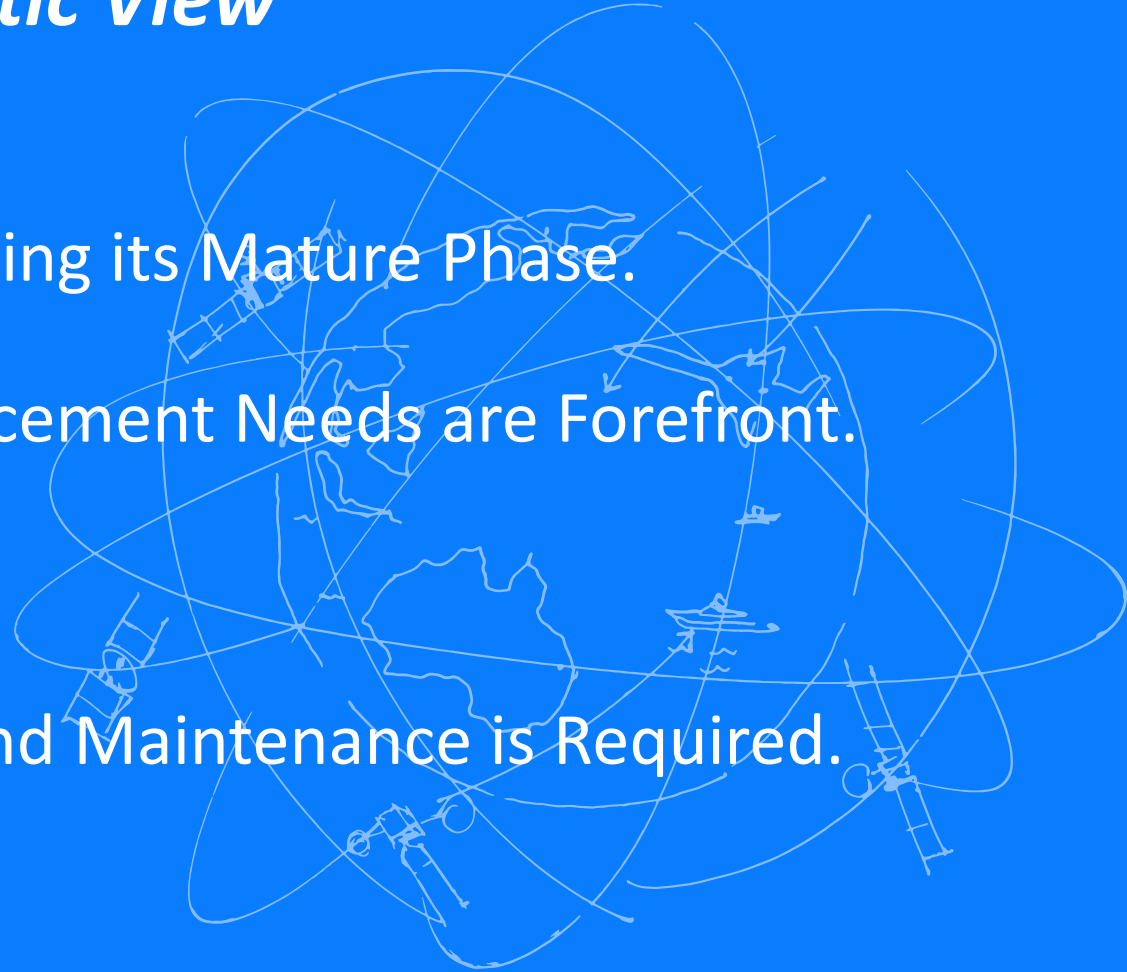 tic View
ing its Mature Phase.
cement Needs are Forefront.
nd Maintenance is Required.